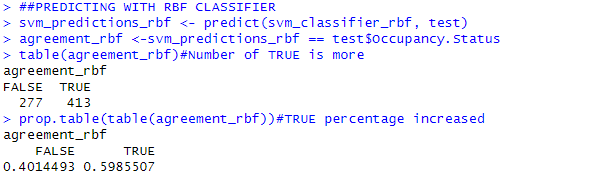 > ##PREDICTING WITH RBF CLASSIFIER
> svm_predictions_rbf <- predict(svm_classifier_rbf, test)
> agreement_rbf <-svm_predictions_rbf == test$Occupancy.Status
> table(agreement_rbf)#Number of TRUE is more
agreement_rbf
FALSE  TRUE
  277   413
> prop.table(table(agreement_rbf))#TRUE percentage increased
agreement_rbf
    FALSE      TRUE
0.4014493 0.5985507